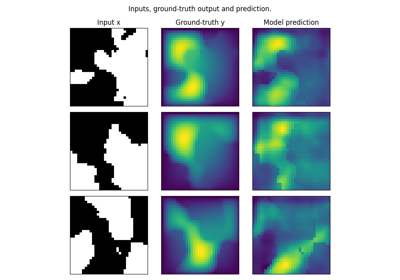 Inputs, ground-truth output and prediction.
Input x
Ground-truth y
Model prediction